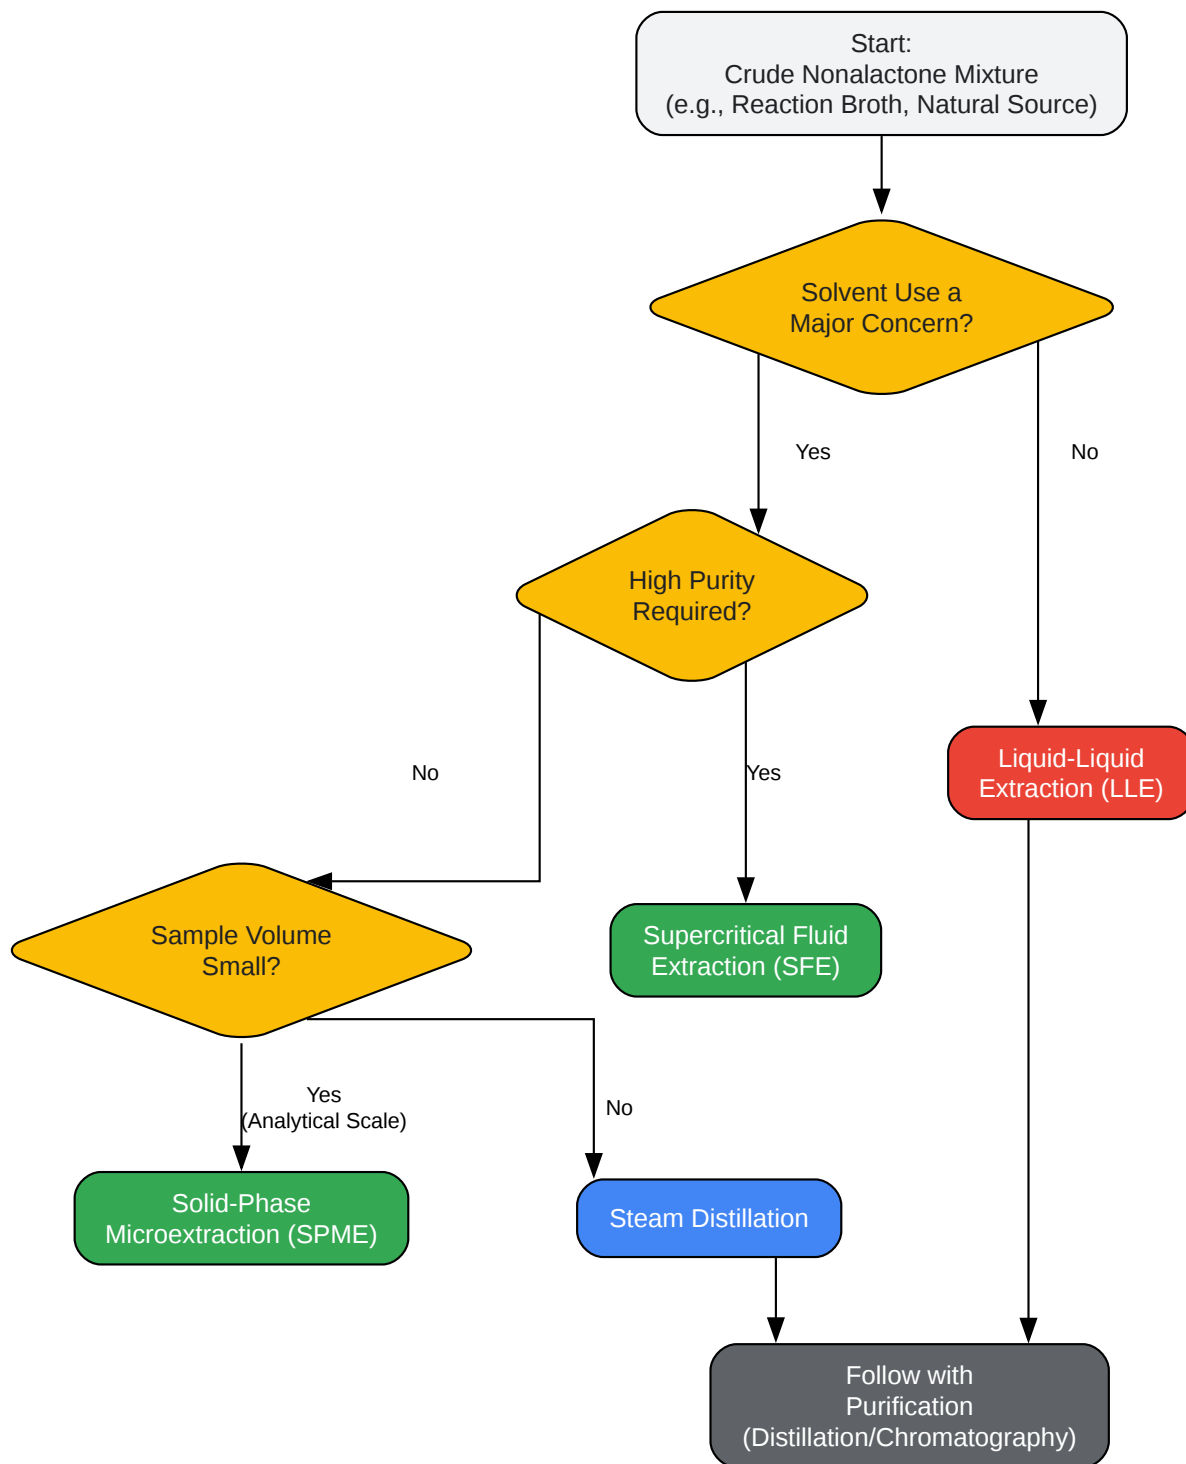 Start:
Crude Nonalactone Mixture
(e.g., Reaction Broth, Natural Source)
Solvent Use a
Major Concern?
Yes
No
High Purity
Required?
No
Yes
Liquid-Liquid
Extraction (LLE)
Sample Volume
Small?
Supercritical Fluid
Extraction (SFE)
Yes
(Analytical Scale)
No
Solid-Phase
Microextraction (SPME)
Steam Distillation
Follow with
Purification
(Distillation/Chromatography)